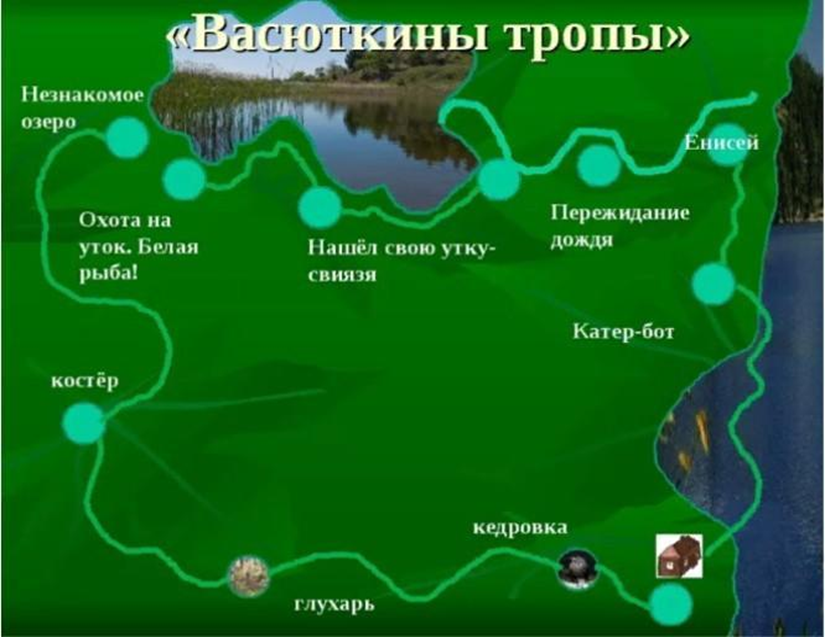 «Васюткины тропы»
Незнакомое
озеро
Енисей
Охота на
уток. Белая
рыба!
Нашёл свою утку-
свиязя
Пережидание
дождя
Катер-бот
костёр
кедровка
глухарь